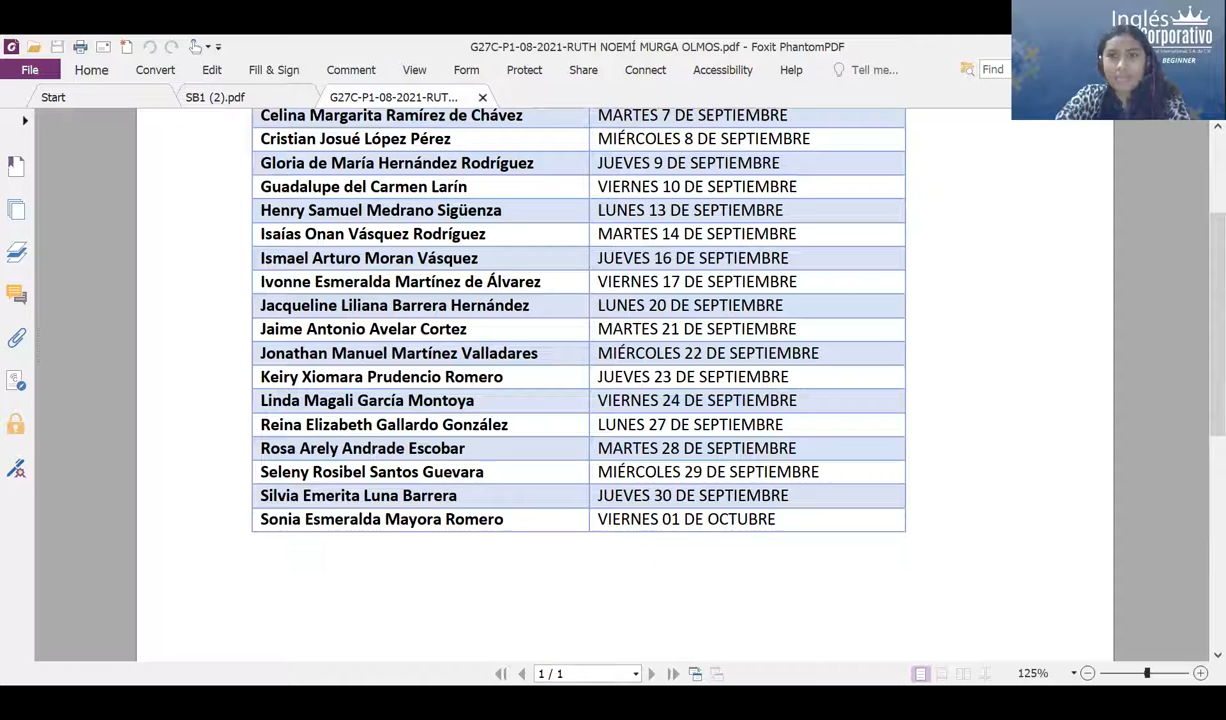 G27C-P1-08-2021-RUTH NOEMÍ MURGA OLMOS.pdf - Foxit PhantomPDF
File Home Convert Edit Fill & Sign Comment View Form Protect Share Connect Accessibility Help Tell me... Find
Start SB1 (2).pdf G27C-P1-08-2021-RUT...
Inglés
Corporativo
BEGINNER
Celina Margarita Ramírez de Chávez MARTES 7 DE SEPTIEMBRE
Cristian Josué López Pérez MIÉRCOLES 8 DE SEPTIEMBRE
Gloria de María Hernández Rodríguez JUEVES 9 DE SEPTIEMBRE
Guadalupe del Carmen Larín VIERNES 10 DE SEPTIEMBRE
Henry Samuel Medrano Sigüenza LUNES 13 DE SEPTIEMBRE
Isaías Onan Vásquez Rodríguez MARTES 14 DE SEPTIEMBRE
Ismael Arturo Moran Vásquez JUEVES 16 DE SEPTIEMBRE
Ivonne Esmeralda Martínez de Álvarez VIERNES 17 DE SEPTIEMBRE
Jacqueline Liliana Barrera Hernández LUNES 20 DE SEPTIEMBRE
Jaime Antonio Avelar Cortez MARTES 21 DE SEPTIEMBRE
Jonathan Manuel Martínez Valladares MIÉRCOLES 22 DE SEPTIEMBRE
Keiry Xiomara Prudencio Romero JUEVES 23 DE SEPTIEMBRE
Linda Magali García Montoya VIERNES 24 DE SEPTIEMBRE
Reina Elizabeth Gallardo González LUNES 27 DE SEPTIEMBRE
Rosa Arely Andrade Escobar MARTES 28 DE SEPTIEMBRE
Seleny Rosibel Santos Guevara MIÉRCOLES 29 DE SEPTIEMBRE
Silvia Emerita Luna Barrera JUEVES 30 DE SEPTIEMBRE
Sonia Esmeralda Mayora Romero VIERNES 01 DE OCTUBRE
1 / 1 125%